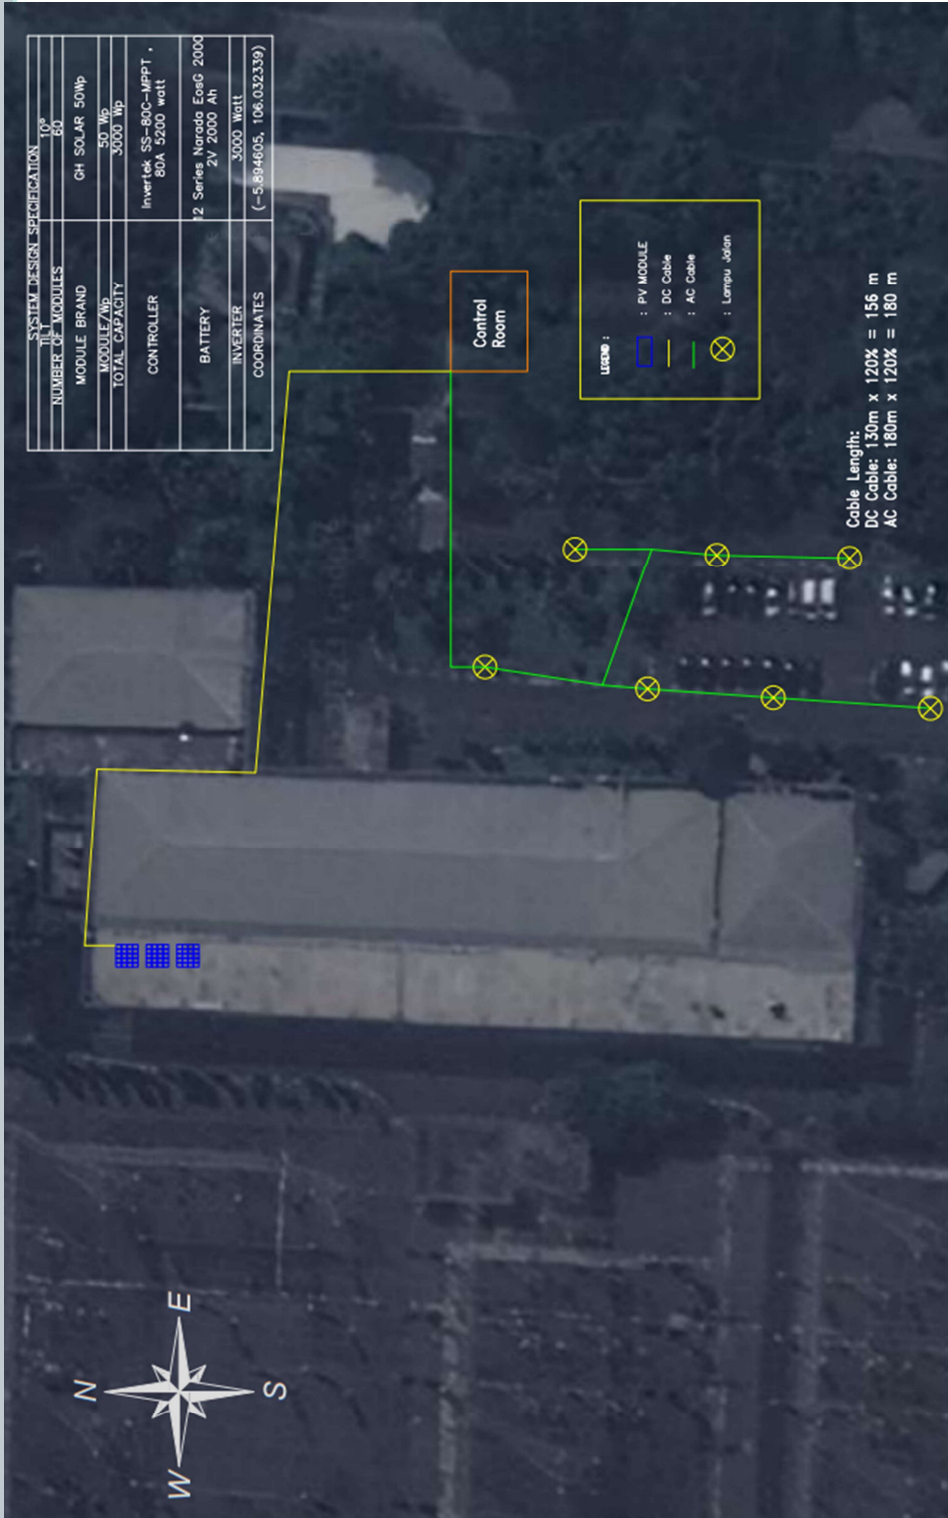 SYSTEM DESIGN SPECIFICATION
TILT 10°
NUMBER OF MODULES 60
MODULE BRAND GH SOLAR 50Wp
MODULE/Wp 50 Wp
TOTAL CAPACITY 3000 Wp
CONTROLLER Invertek SS-80C-MPPT ,
80A 5200 watt
BATTERY 12 Series Narada EosG 2000
2V 2000 Ah
INVERTER 3000 Watt
COORDINATES (-5.894605, 106.032339)
Control
Room
LEGEND :
: PV MODULE
: DC Cable
: AC Cable
: Lampu Jalan
Cable Length:
DC Cable: 130m x 120% = 156 m
AC Cable: 180m x 120% = 180 m
N
E
S
W